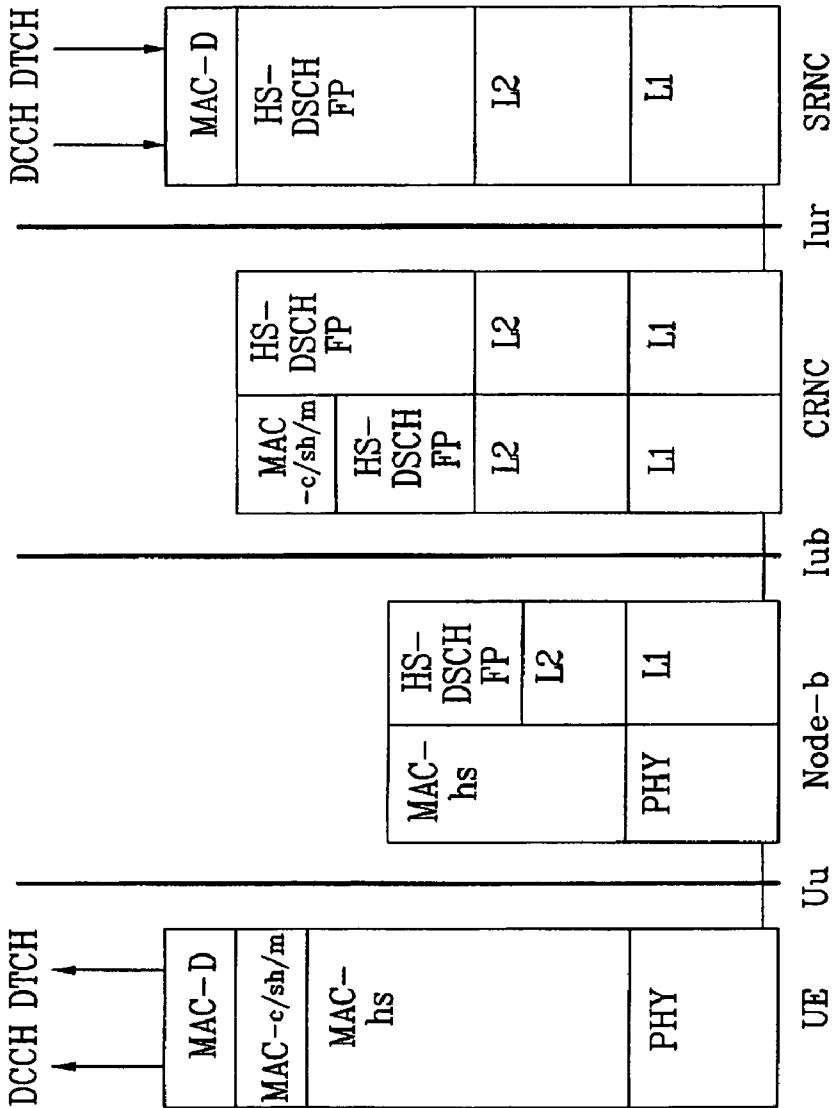 DCCH DTCH
MAC-D
MAC-c/sh/m
MAC-
hs
PHY
UE
Uu
MAC-
hs
PHY
HS-
DSCH
FP
L2
L1
Node-b
Iub
MAC
-c/sh/m
HS-
DSCH
FP
L2
L1
HS-
DSCH
FP
L2
L1
CRNC
Iur
DCCH DTCH
MAC-D
HS-
DSCH
FP
L2
L1
SRNC